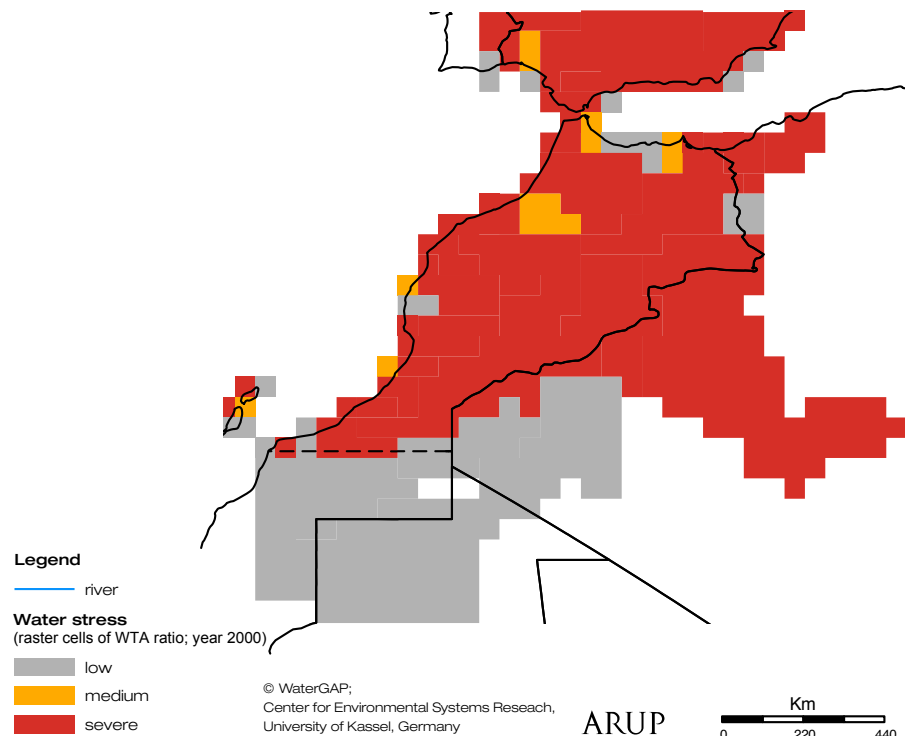 Legend
river
Water stress
(raster cells of WTA ratio; year 2000)
low
medium
severe
© WaterGAP;
Center for Environmental Systems Reseach,
University of Kassel, Germany
ARUP
Km
0 220 440